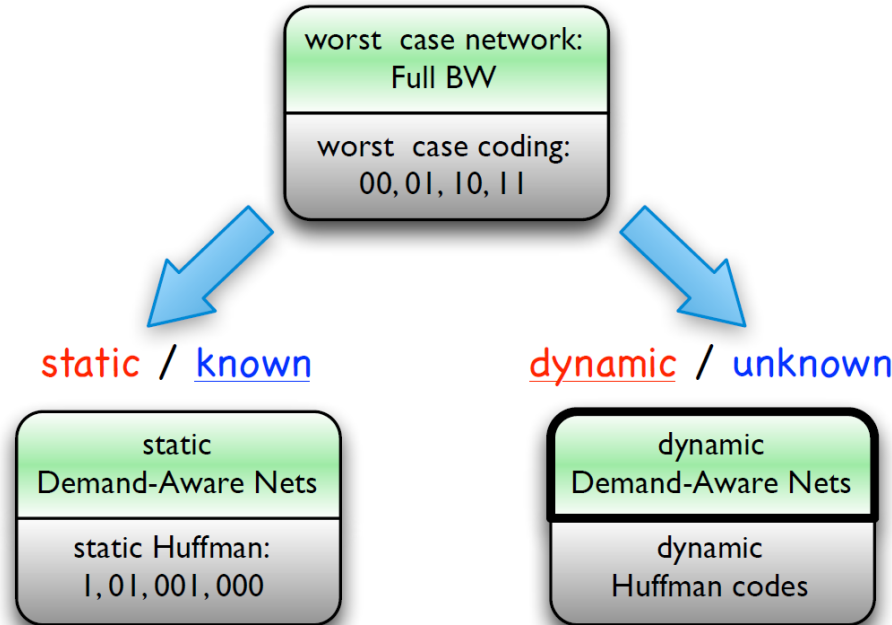 worst case network:
Full BW
worst case coding:
00, 01, 10, 11
static / known
dynamic / unknown
static
Demand-Aware Nets
static Huffman:
1, 01, 001, 000
dynamic
Demand-Aware Nets
dynamic
Huffman codes